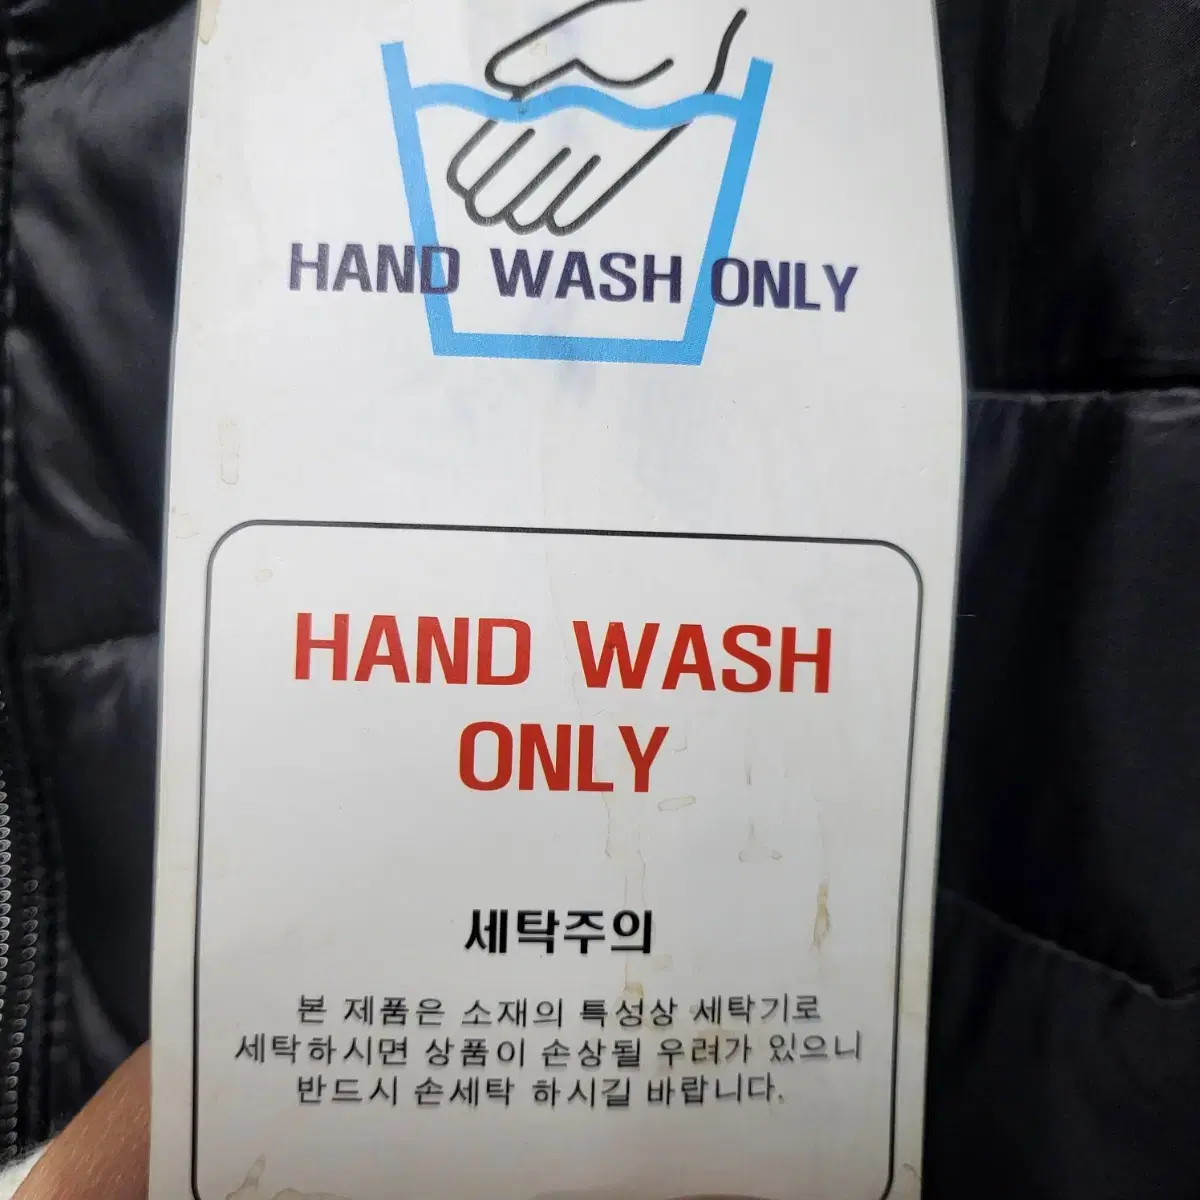 HAND WASH ONLY
HAND WASH
ONLY
세탁주의
본 제품은 소재의 특성상 세탁기로
세탁하시면 상품이 손상될 우려가 있으니
반드시 손세탁 하시길 바랍니다.